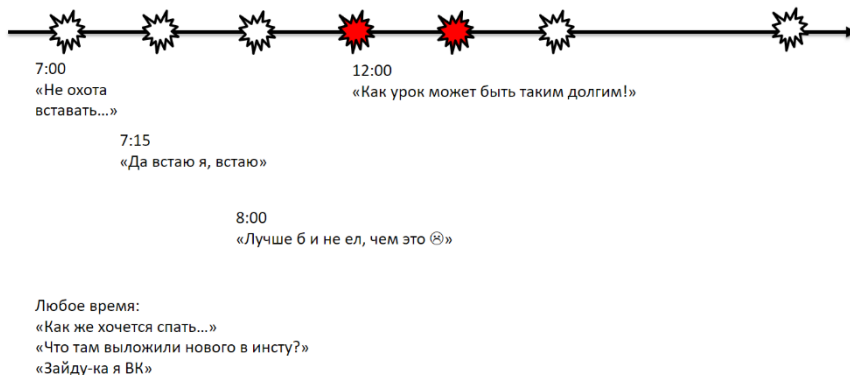 7:00
«Не охота
вставать…»
12:00
«Как урок может быть таким долгим!»
7:15
«Да встаю я, встаю»
8:00
«Лучше б и не ел, чем это ☹»
Любое время:
«Как же хочется спать…»
«Что там выложили нового в инсту?»
«Зайду-ка я ВК»